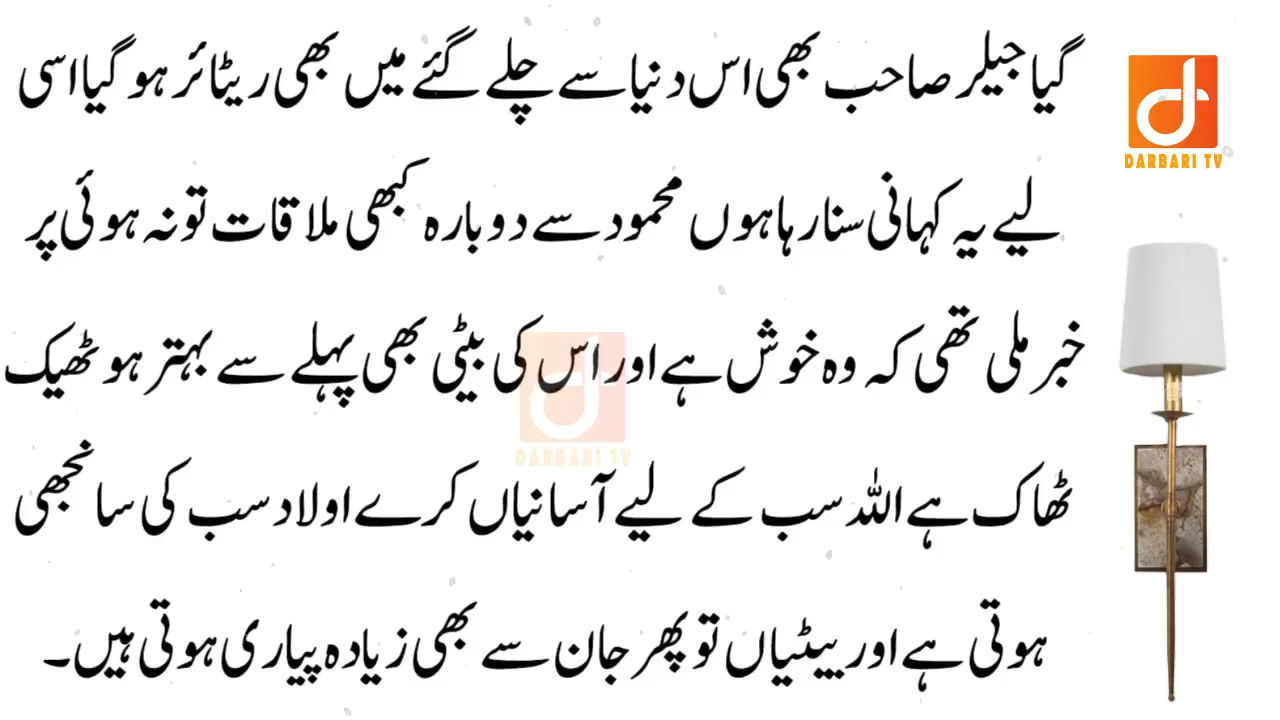 گیا جیلر صاحب بھی اس دنیا سے چلے گئے میں بھی ریٹائر ہو گیا اسی
لیے یہ کہانی سنا رہا ہوں محمود سے دوبارہ کبھی ملاقات تو نہ ہوئی پر
خبر ملی تھی کہ وہ خوش ہے اور اس کی بیٹی بھی پہلے سے بہتر ہو ٹھیک
ٹھاک ہے اللہ سب کے لیے آسانیاں کرے اولاد سب کی سانجھی
ہوتی ہے اور بیٹیاں تو پھر جان سے بھی زیادہ پیاری ہوتی ہیں۔
DARBARI TV
DARBARI TV